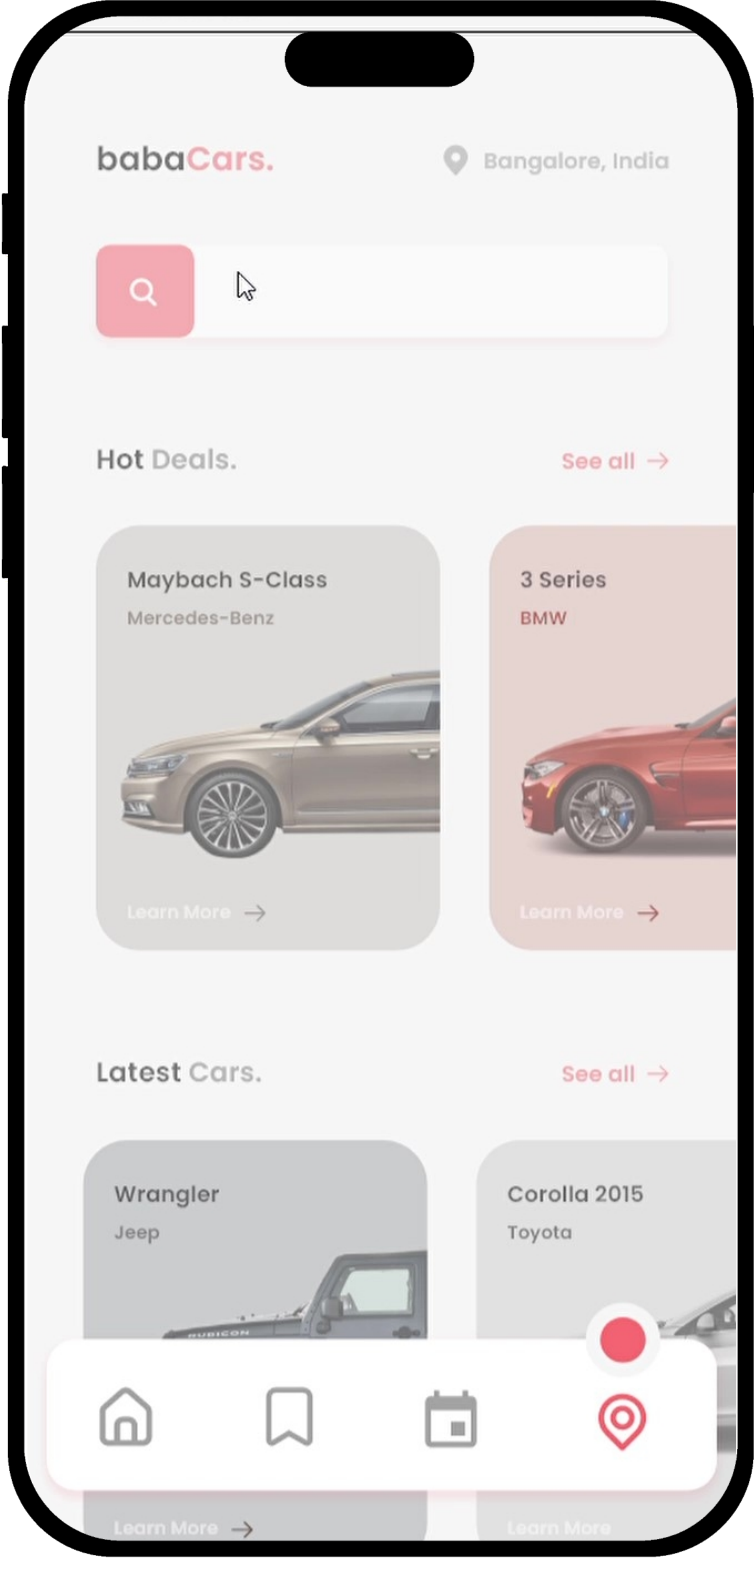 babaCars.
Bangalore, India
Hot Deals.
See all →
Maybach S-Class
Mercedes-Benz
Learn More →
3 Series
BMW
Learn More →
Latest Cars.
See all →
Wrangler
Jeep
RUBICON
Learn More →
Corolla 2015
Toyota
Learn More